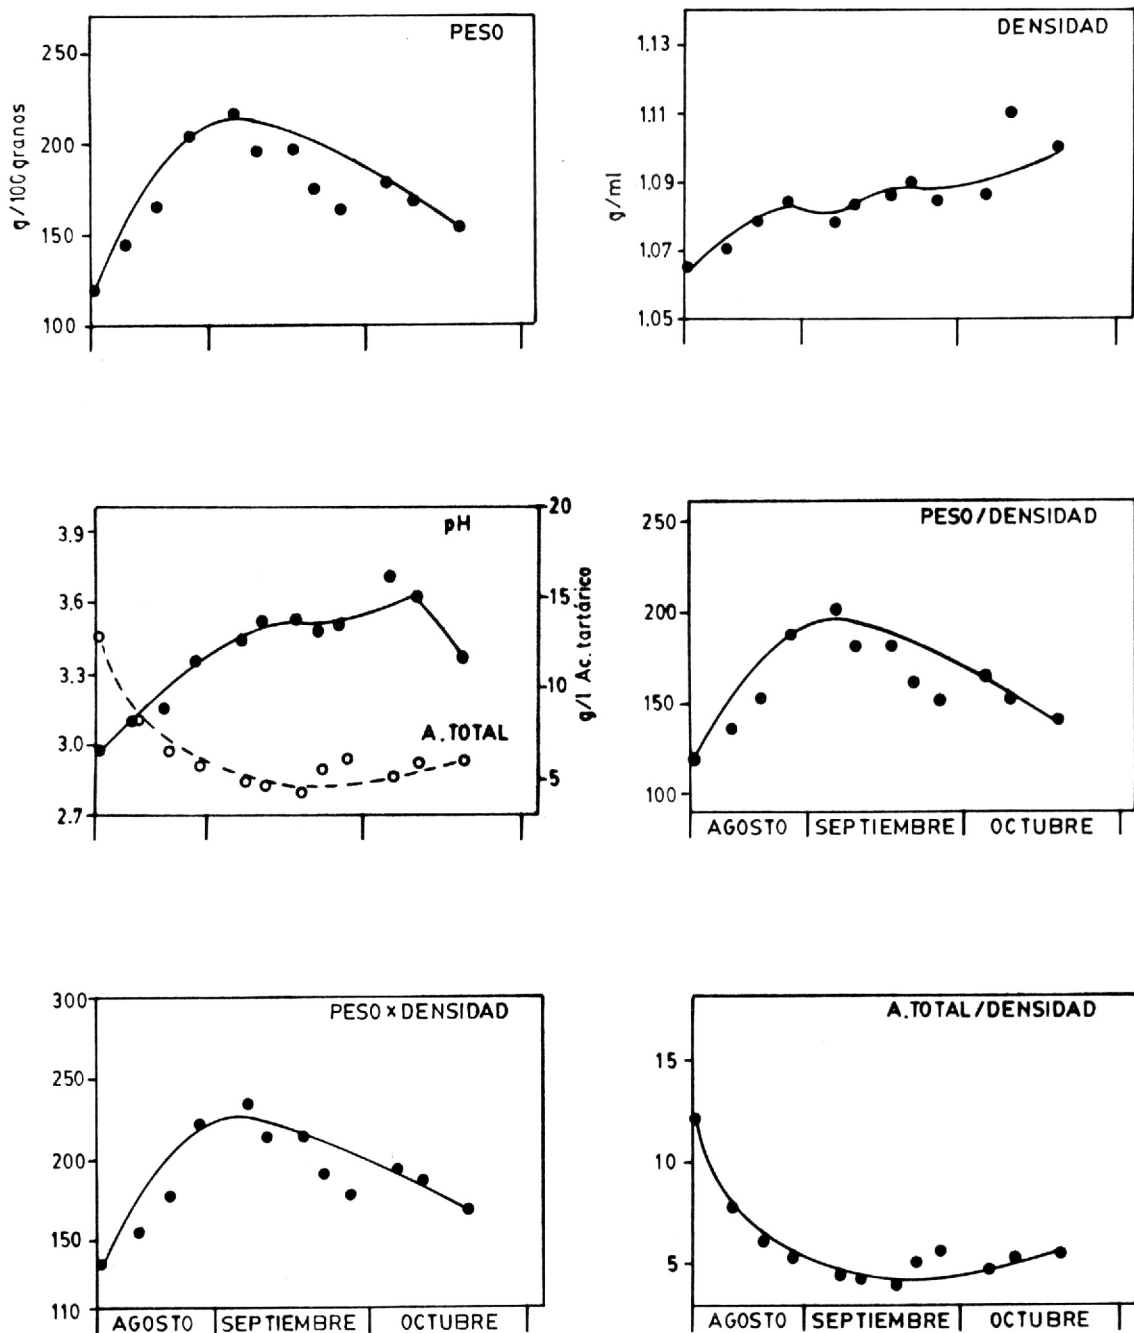 PESO
250
200
150
100
g/100 granos
DENSIDAD
1.13
1.11
1.09
1.07
1.05
g/ml
pH
3.9
3.6
3.3
3.0
2.7
20
15
10
5
g/l Ac. tartárico
A. TOTAL
PESO/DENSIDAD
250
200
150
100
AGOSTO SEPTIEMBRE OCTUBRE
PESO x DENSIDAD
300
250
200
150
110
AGOSTO SEPTIEMBRE OCTUBRE
A. TOTAL/DENSIDAD
15
10
5
AGOSTO SEPTIEMBRE OCTUBRE